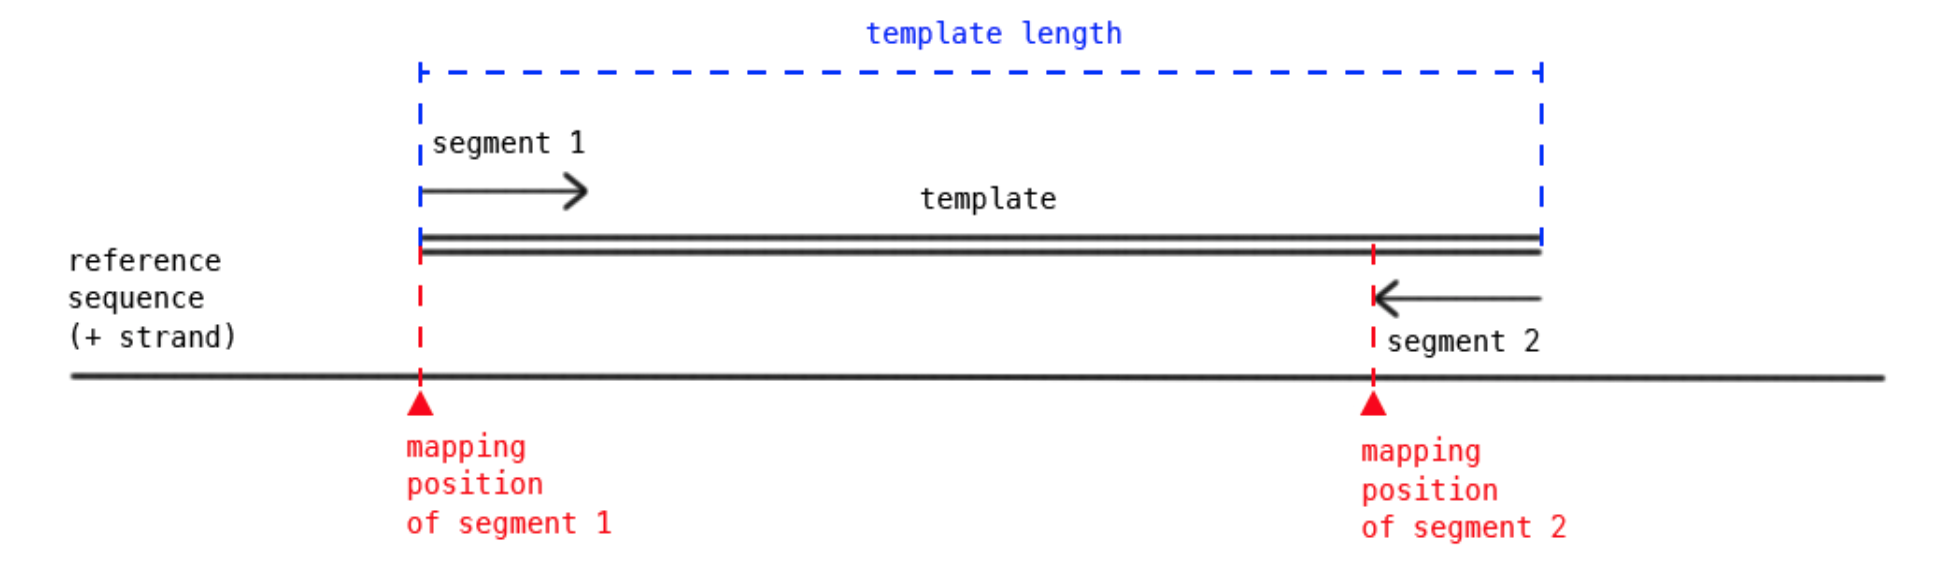 template length
segment 1
template
reference
sequence
(+ strand)
segment 2
mapping
position
of segment 1
mapping
position
of segment 2